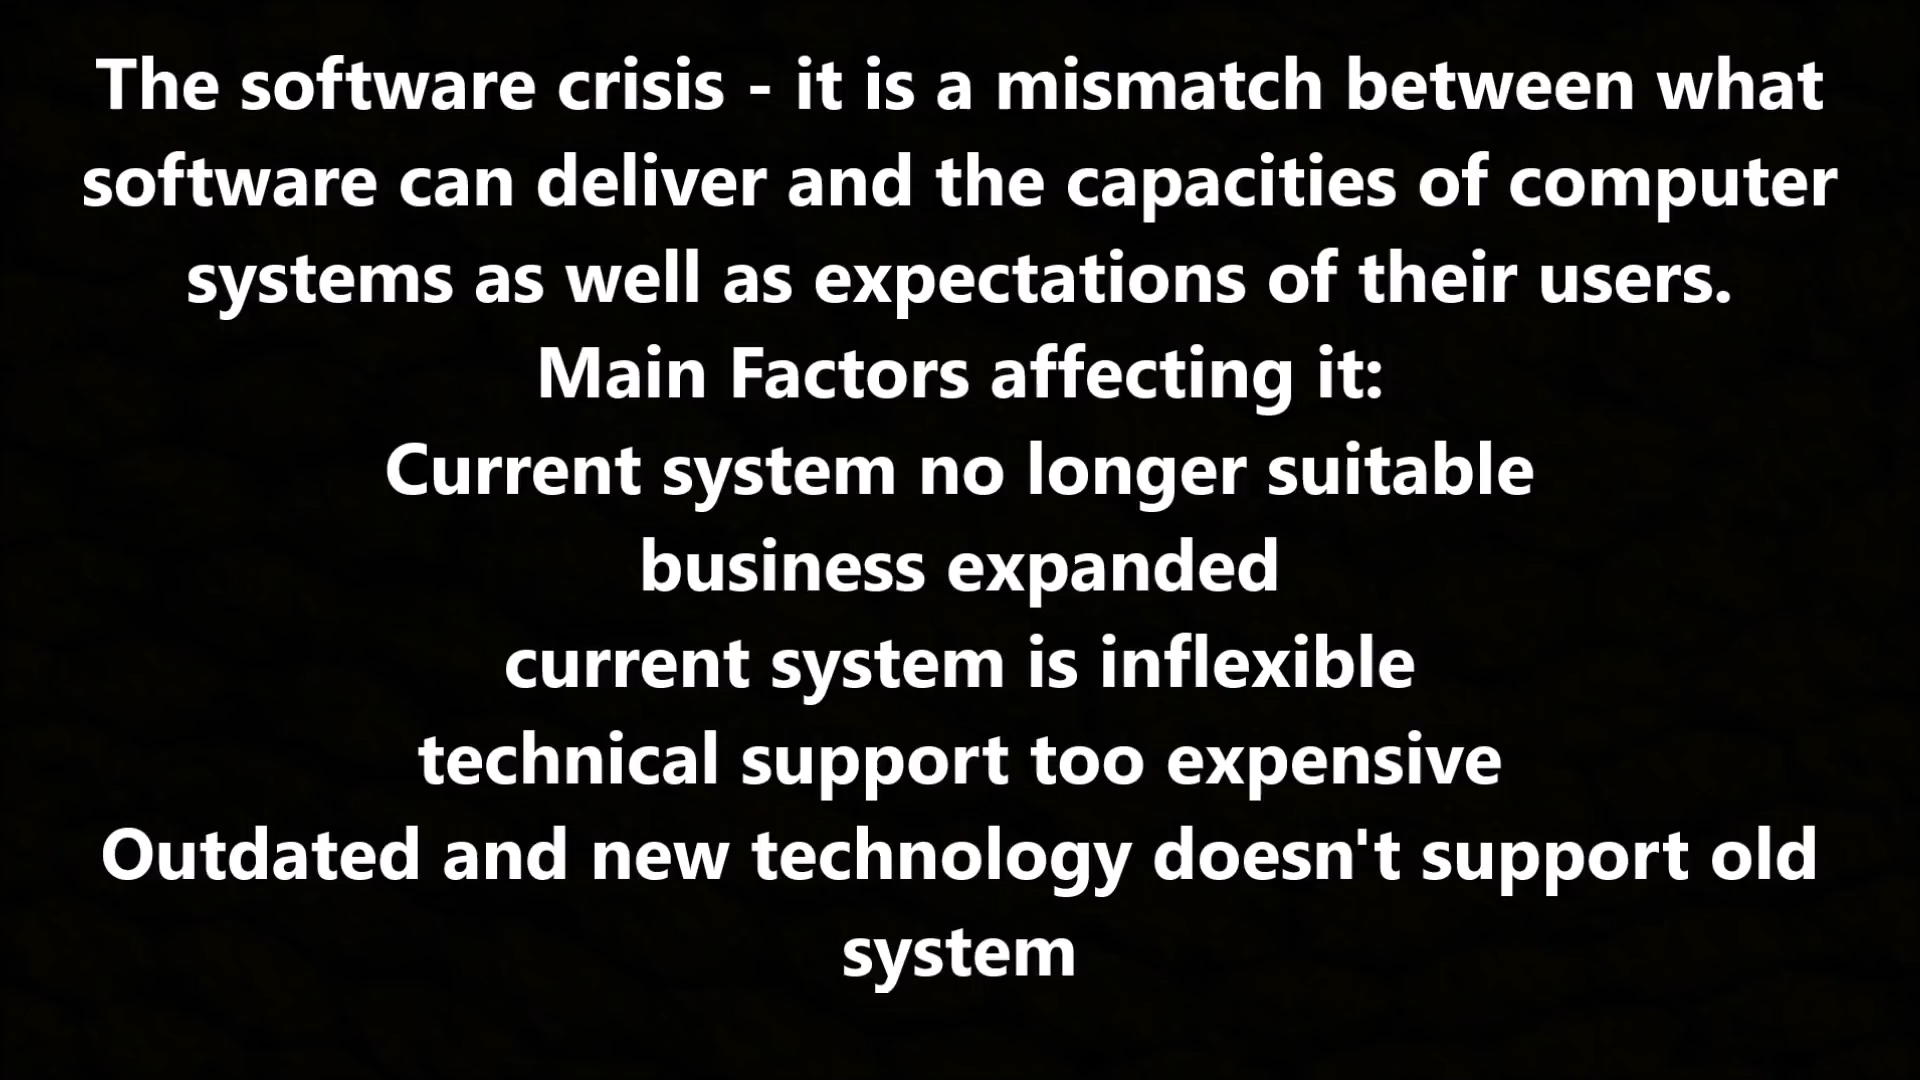 The software crisis - it is a mismatch between what
software can deliver and the capacities of computer
systems as well as expectations of their users.
Main Factors affecting it:
Current system no longer suitable
business expanded
current system is inflexible
technical support too expensive
Outdated and new technology doesn't support old
system